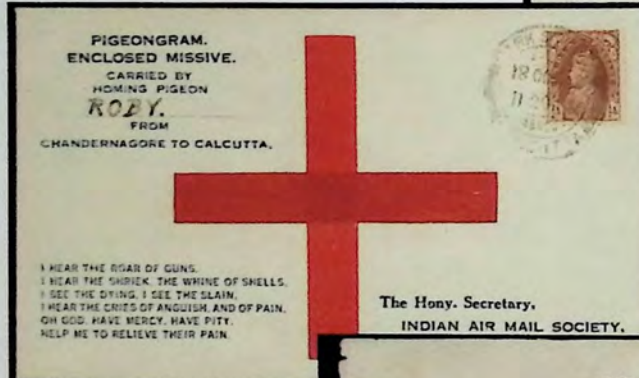 PIGEONGRAM.
ENCLOSED MISSIVE.
CARRIED BY
HOMING PIGEON
ROBY.
FROM
CHANDERNAGORE TO CALCUTTA.
18
I HEAR THE ROAR OF GUNS.
I HEAR THE SHRIEK, THE WHINE OF SHELLS.
I SEE THE DYING, I SEE THE SLAIN.
I HEAR THE CRIES OF ANGUISH, AND OF PAIN.
OH GOD, HAVE MERCY, HAVE PITY.
HELP ME TO RELIEVE THEIR PAIN.
The Hony. Secretary,
INDIAN AIR MAIL SOCIETY.